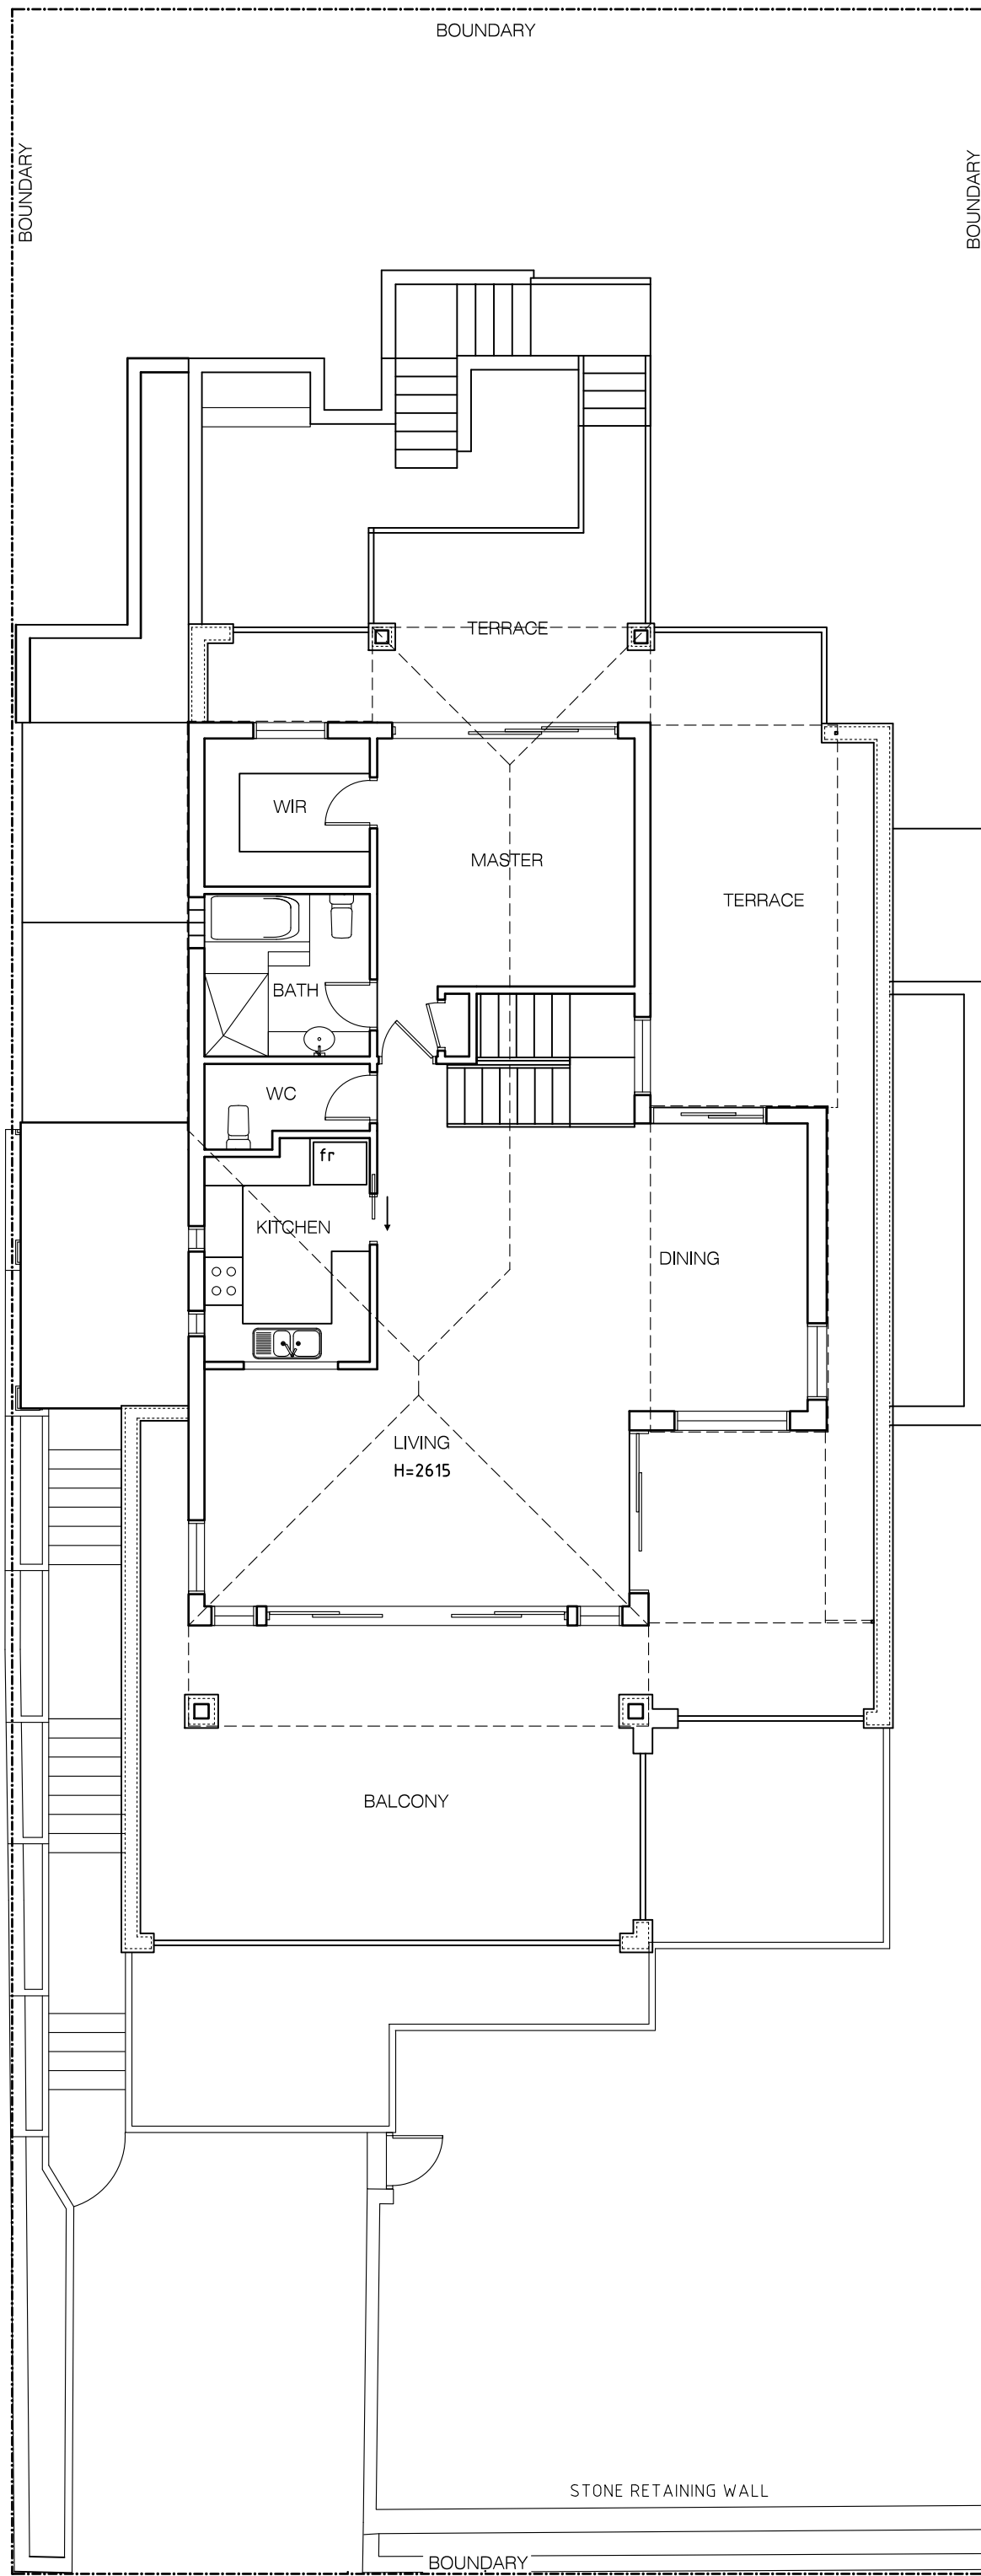 BOUNDARY
BOUNDARY
BOUNDARY
TERRACE
WIR
MASTER
TERRACE
BATH
WC
fr
KITCHEN
DINING
LIVING
H=2615
BALCONY
STONE RETAINING WALL
BOUNDARY